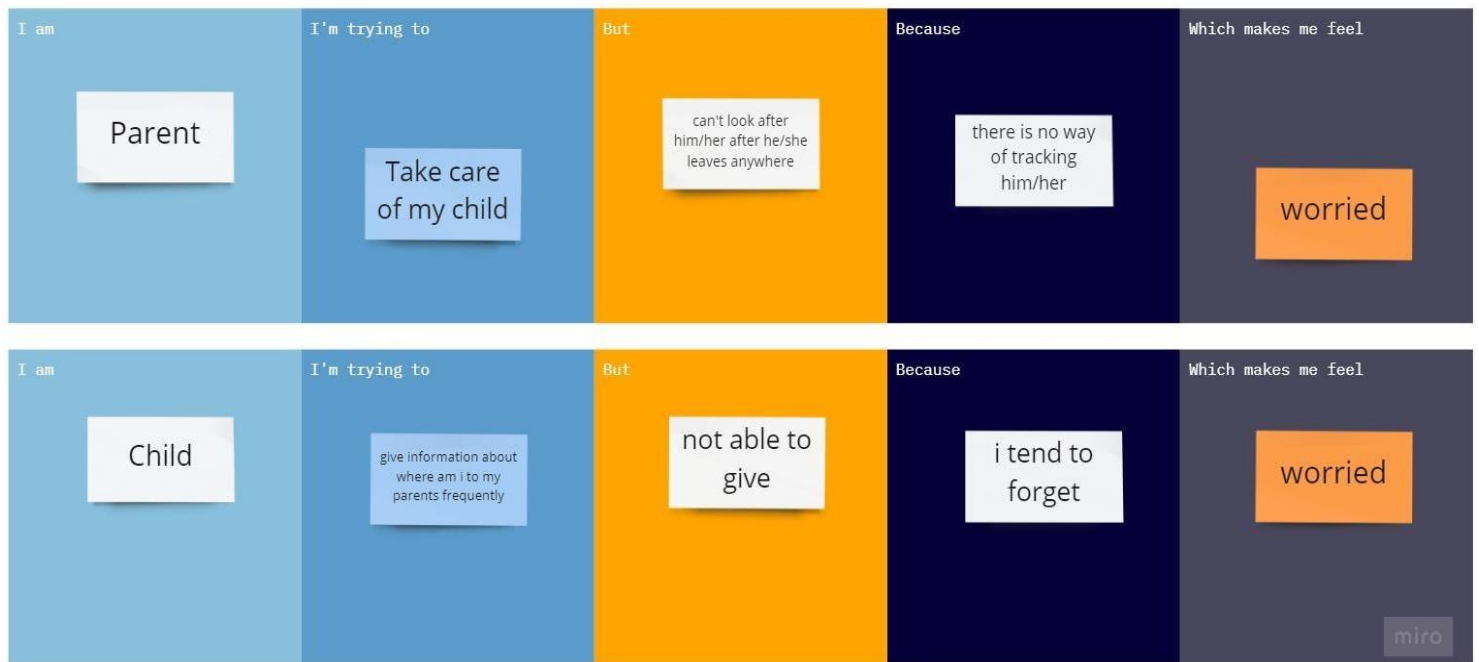 I am
Parent
I'm trying to
Take care
of my child
But
can't look after
him/her after he/she
leaves anywhere
Because
there is no way
of tracking
him/her
Which makes me feel
worried
I am
Child
I'm trying to
give information about
where am i to my
parents frequently
But
not able to
give
Because
i tend to
forget
Which makes me feel
worried
miro